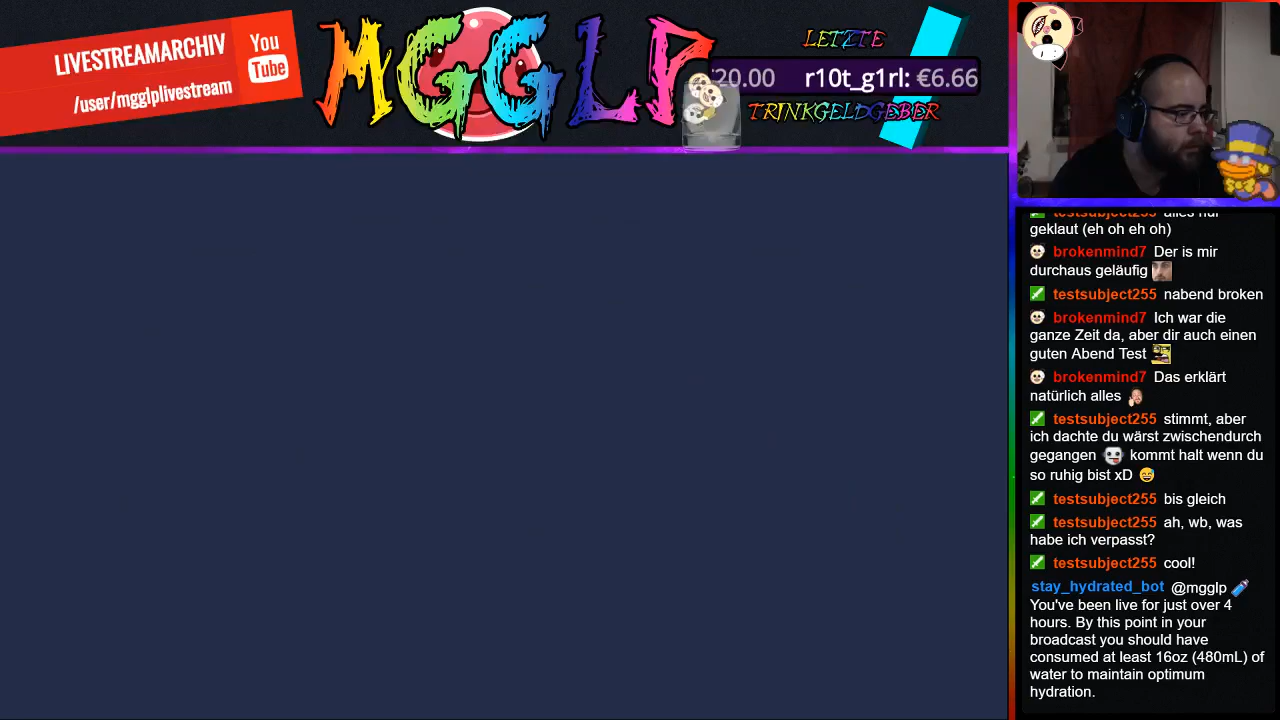 LIVESTREAMARCHIV
You
Tube
/user/mgglplivestream
MGGLP
LETZTE
20.00 r10t_g1rl: €6.66
TRINKGELDGEBER
testsubject255 alles nur
geklaut (eh oh eh oh)
brokenmind7 Der is mir
durchaus geläufig
testsubject255 nabend broken
brokenmind7 Ich war die
ganze Zeit da, aber dir auch einen
guten Abend Test
brokenmind7 Das erklärt
natürlich alles
testsubject255 stimmt, aber
ich dachte du wärst zwischendurch
gegangen kommt halt wenn du
so ruhig bist xD
testsubject255 bis gleich
testsubject255 ah, wb, was
habe ich verpasst?
testsubject255 cool!
stay_hydrated_bot @mgglp
You've been live for just over 4
hours. By this point in your
broadcast you should have
consumed at least 16oz (480mL) of
water to maintain optimum
hydration.